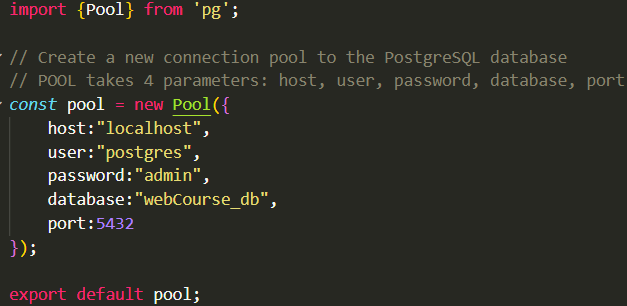 import {Pool} from 'pg';
// Create a new connection pool to the PostgreSQL database
// POOL takes 4 parameters: host, user, password, database, port
const pool = new Pool({
host:"localhost",
user:"postgres",
password:"admin",
database:"webCourse_db",
port:5432
});
export default pool;